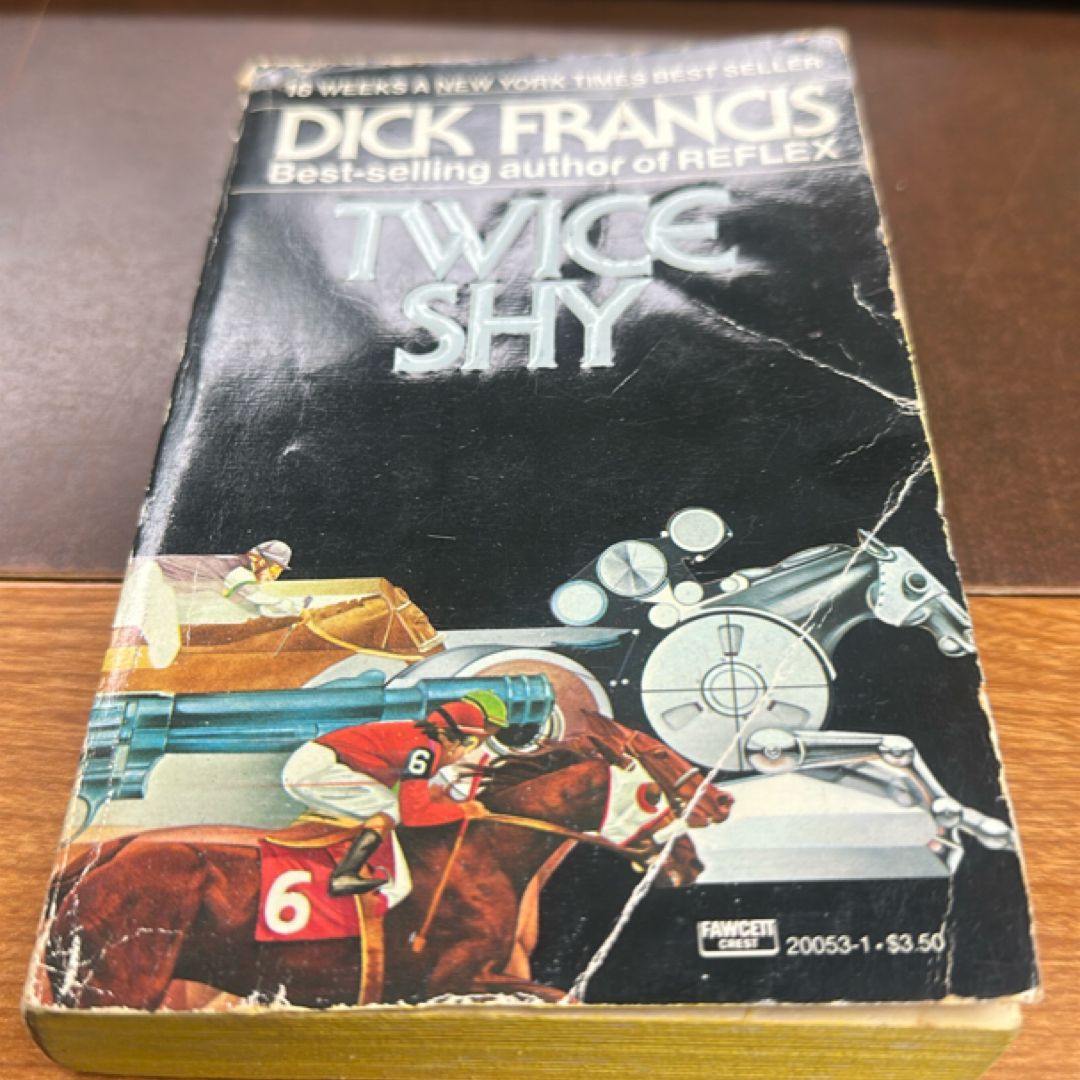 16 WEEKS A NEW YORK TIMES BEST SELLER
DICK FRANCIS
Best-selling author of REFLEX
TWICE
SHY
6
6
FAWCETT
CREST
20053-1 • $3.50